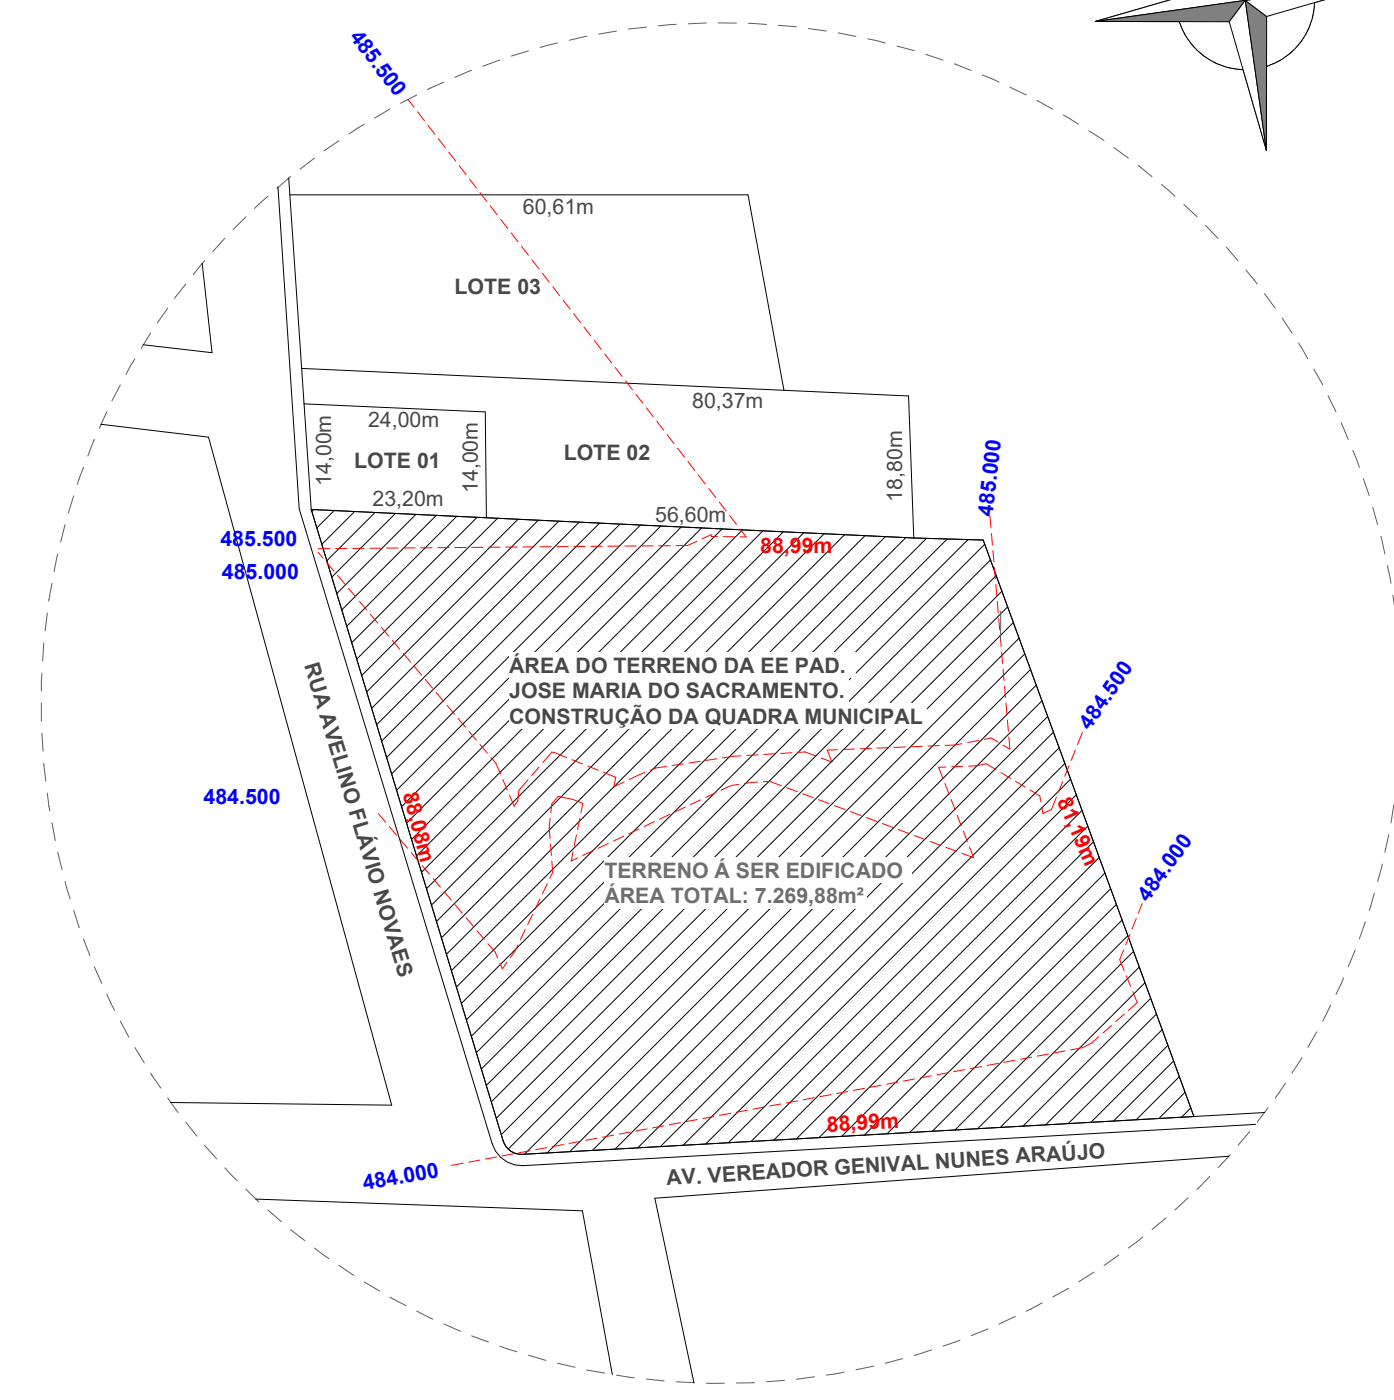 485.500
60,61m
LOTE 03
80,37m
24,00m
14,00m
LOTE 01
14,00m
23,20m
LOTE 02
18,80m
56,60m
88,99m
485.000
485.500
485.000
ÁREA DO TERRENO DA EE PAD.
JOSE MARIA DO SACRAMENTO.
CONSTRUÇÃO DA QUADRA MUNICIPAL
484.500
RUA AVELINO FLÁVIO NOVAES
484.500
88,08m
81,19m
484.000
TERRENO Á SER EDIFICADO
ÁREA TOTAL: 7.269,88m²
88,99m
484.000
AV. VEREADOR GENIVAL NUNES ARAÚJO